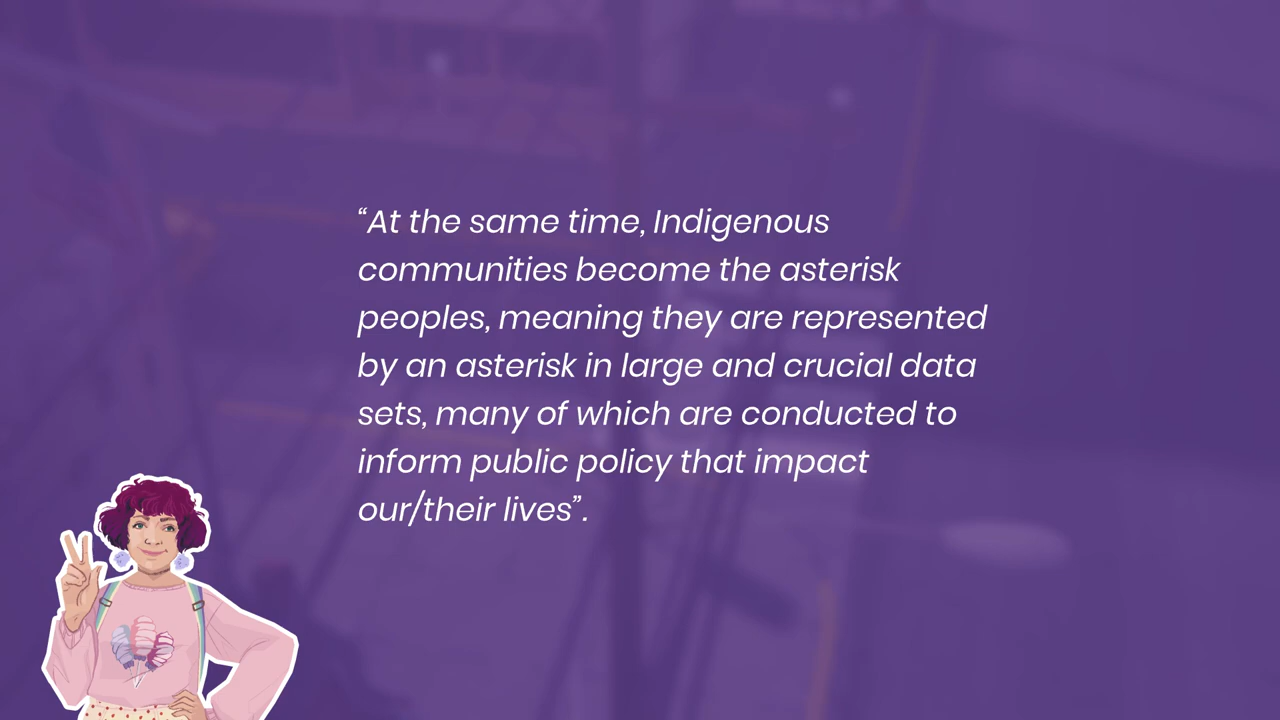 “At the same time, Indigenous
communities become the asterisk
peoples, meaning they are represented
by an asterisk in large and crucial data
sets, many of which are conducted to
inform public policy that impact
our/their lives”.